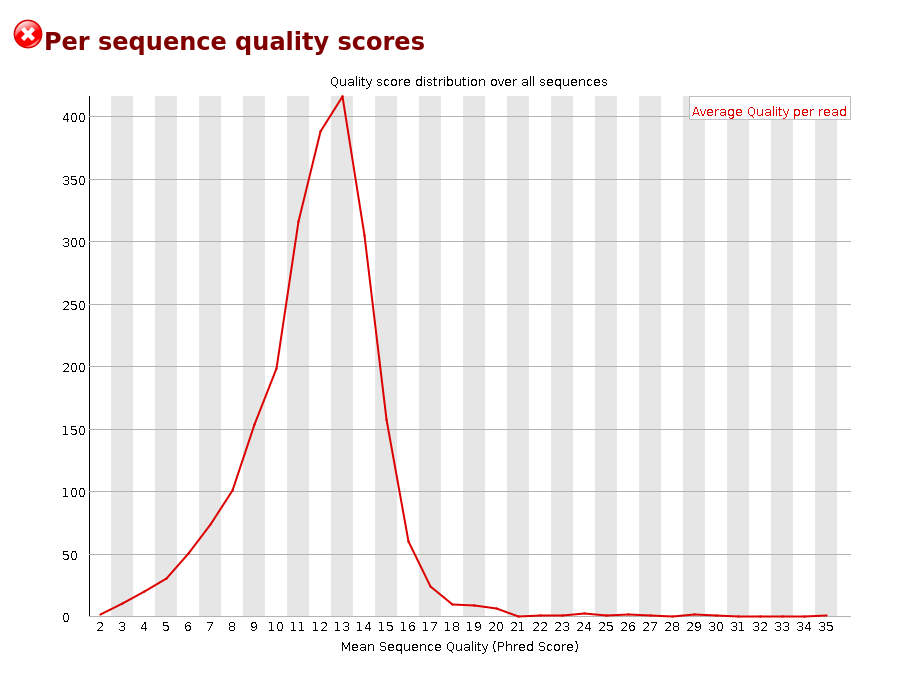 Per sequence quality scores
Quality score distribution over all sequences
Average Quality per read
400
350
300
250
200
150
100
50
0
2 3 4 5 6 7 8 9 10 11 12 13 14 15 16 17 18 19 20 21 22 23 24 25 26 27 28 29 30 31 32 33 34 35
Mean Sequence Quality (Phred Score)